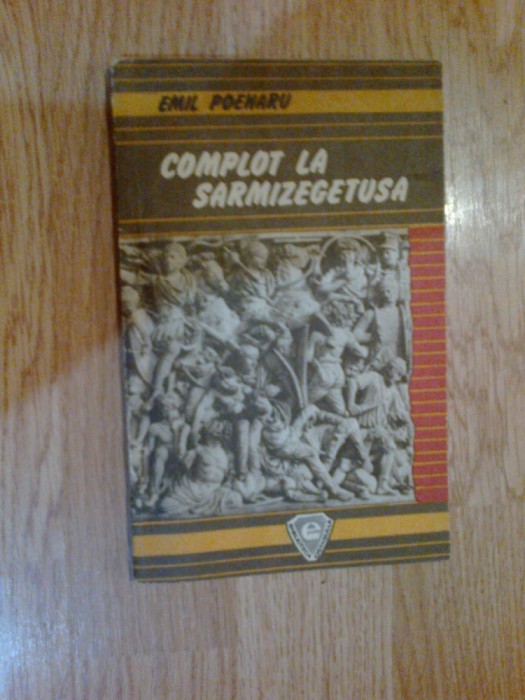 EMIL POENARU
COMPLOT LA
SARMIZEGETUSA
e